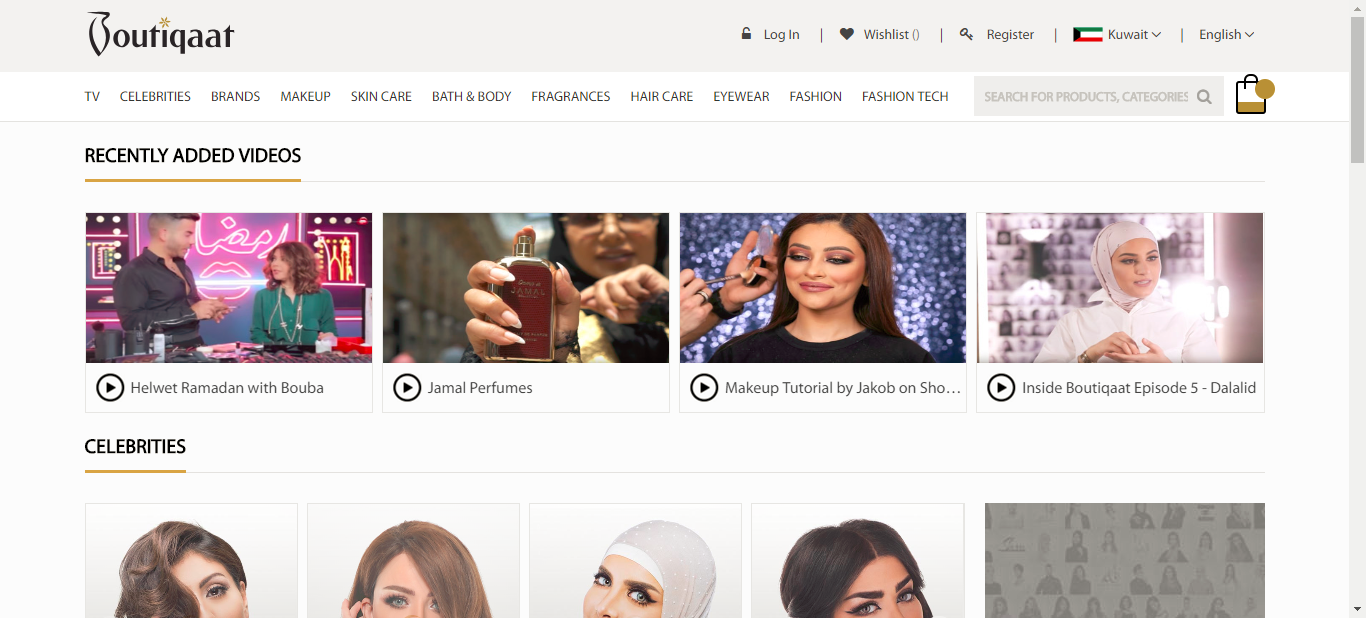 Boutiqaat
Log In | Wishlist () | Register | Kuwait | English
TV CELEBRITIES BRANDS MAKEUP SKIN CARE BATH & BODY FRAGRANCES HAIR CARE EYEWEAR FASHION FASHION TECH SEARCH FOR PRODUCTS, CATEGORIES
RECENTLY ADDED VIDEOS
رمضان
JAMAL
Helwet Ramadan with Bouba
Jamal Perfumes
Makeup Tutorial by Jakob on Sho…
Inside Boutiqaat Episode 5 - Dalalid
CELEBRITIES